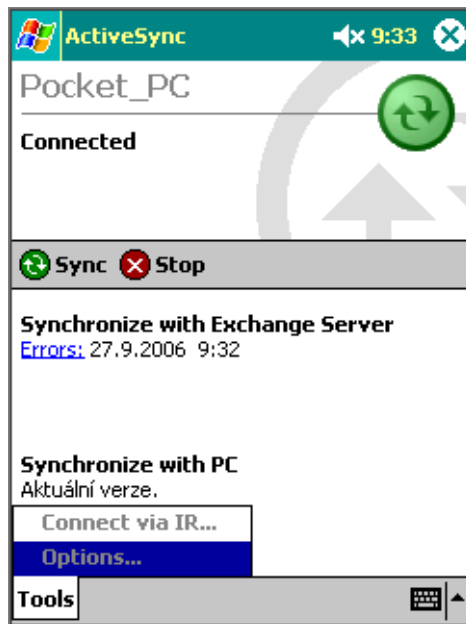 ActiveSync 9:33
Pocket_PC
Connected
Sync Stop
Synchronize with Exchange Server
Errors: 27.9.2006 9:32
Synchronize with PC
Aktuální verze.
Connect via IR...
Options...
Tools